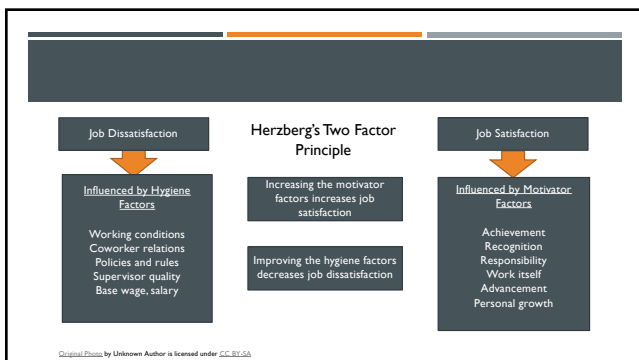 Job Dissatisfaction
Influenced by Hygiene
Factors
Working conditions
Coworker relations
Policies and rules
Supervisor quality
Base wage, salary
Herzberg's Two Factor
Principle
Increasing the motivator
factors increases job
satisfaction
Improving the hygiene factors
decreases job dissatisfaction
Job Satisfaction
Influenced by Motivator
Factors
Achievement
Recognition
Responsibility
Work itself
Advancement
Personal growth
Original Photo by Unknown Author is licensed under CC BY-SA